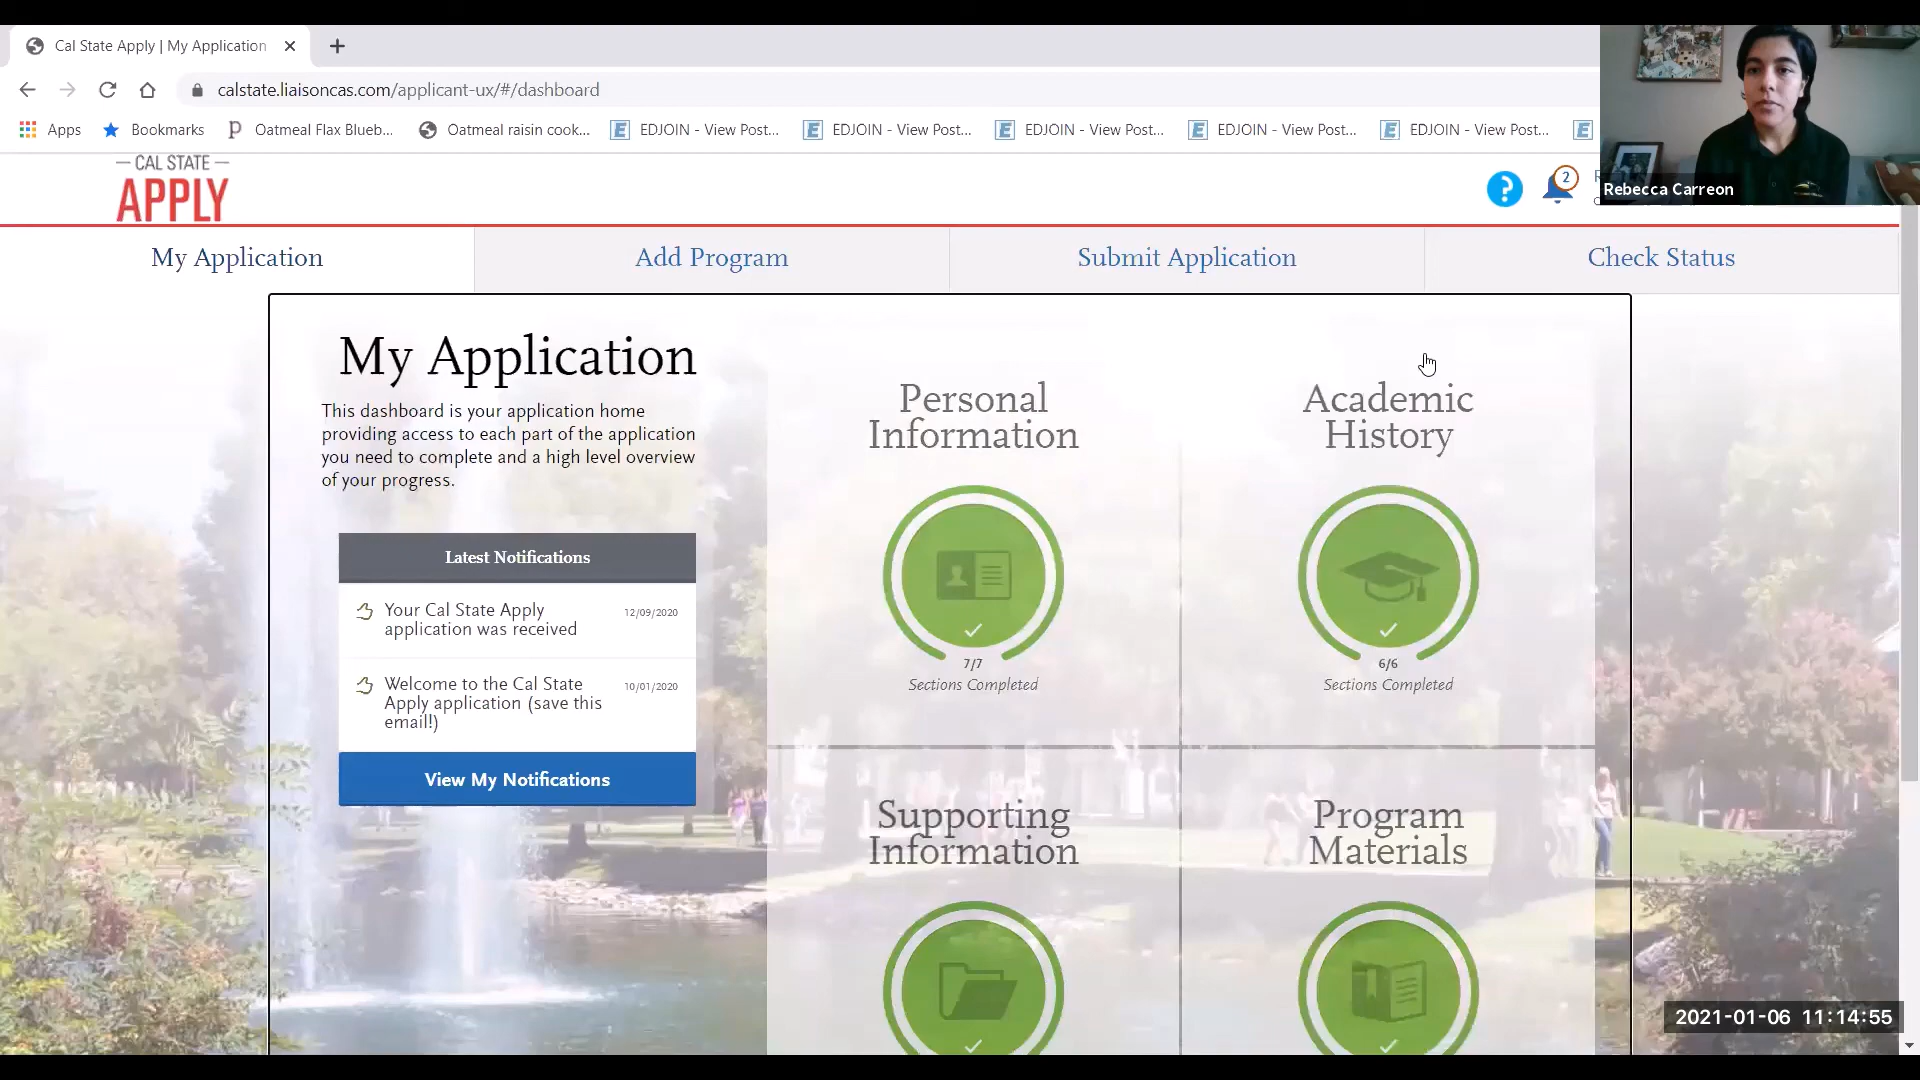 Cal State Apply | My Application
calstate.liaisoncas.com/applicant-ux/#/dashboard
Apps Bookmarks Oatmeal Flax Blueb... Oatmeal raisin cook... EDJOIN - View Post... EDJOIN - View Post... EDJOIN - View Post... EDJOIN - View Post... EDJOIN - View Post...
Rebecca Carreon
CAL STATE
APPLY
2
My Application Add Program Submit Application Check Status
My Application
This dashboard is your application home
providing access to each part of the application
you need to complete and a high level overview
of your progress.
Latest Notifications
Your Cal State Apply 12/09/2020
application was received
Welcome to the Cal State 10/01/2020
Apply application (save this
email!)
View My Notifications
Personal
Information
7/7
Sections Completed
Academic
History
6/6
Sections Completed
Supporting
Information
Program
Materials
2021-01-06 11:14:55